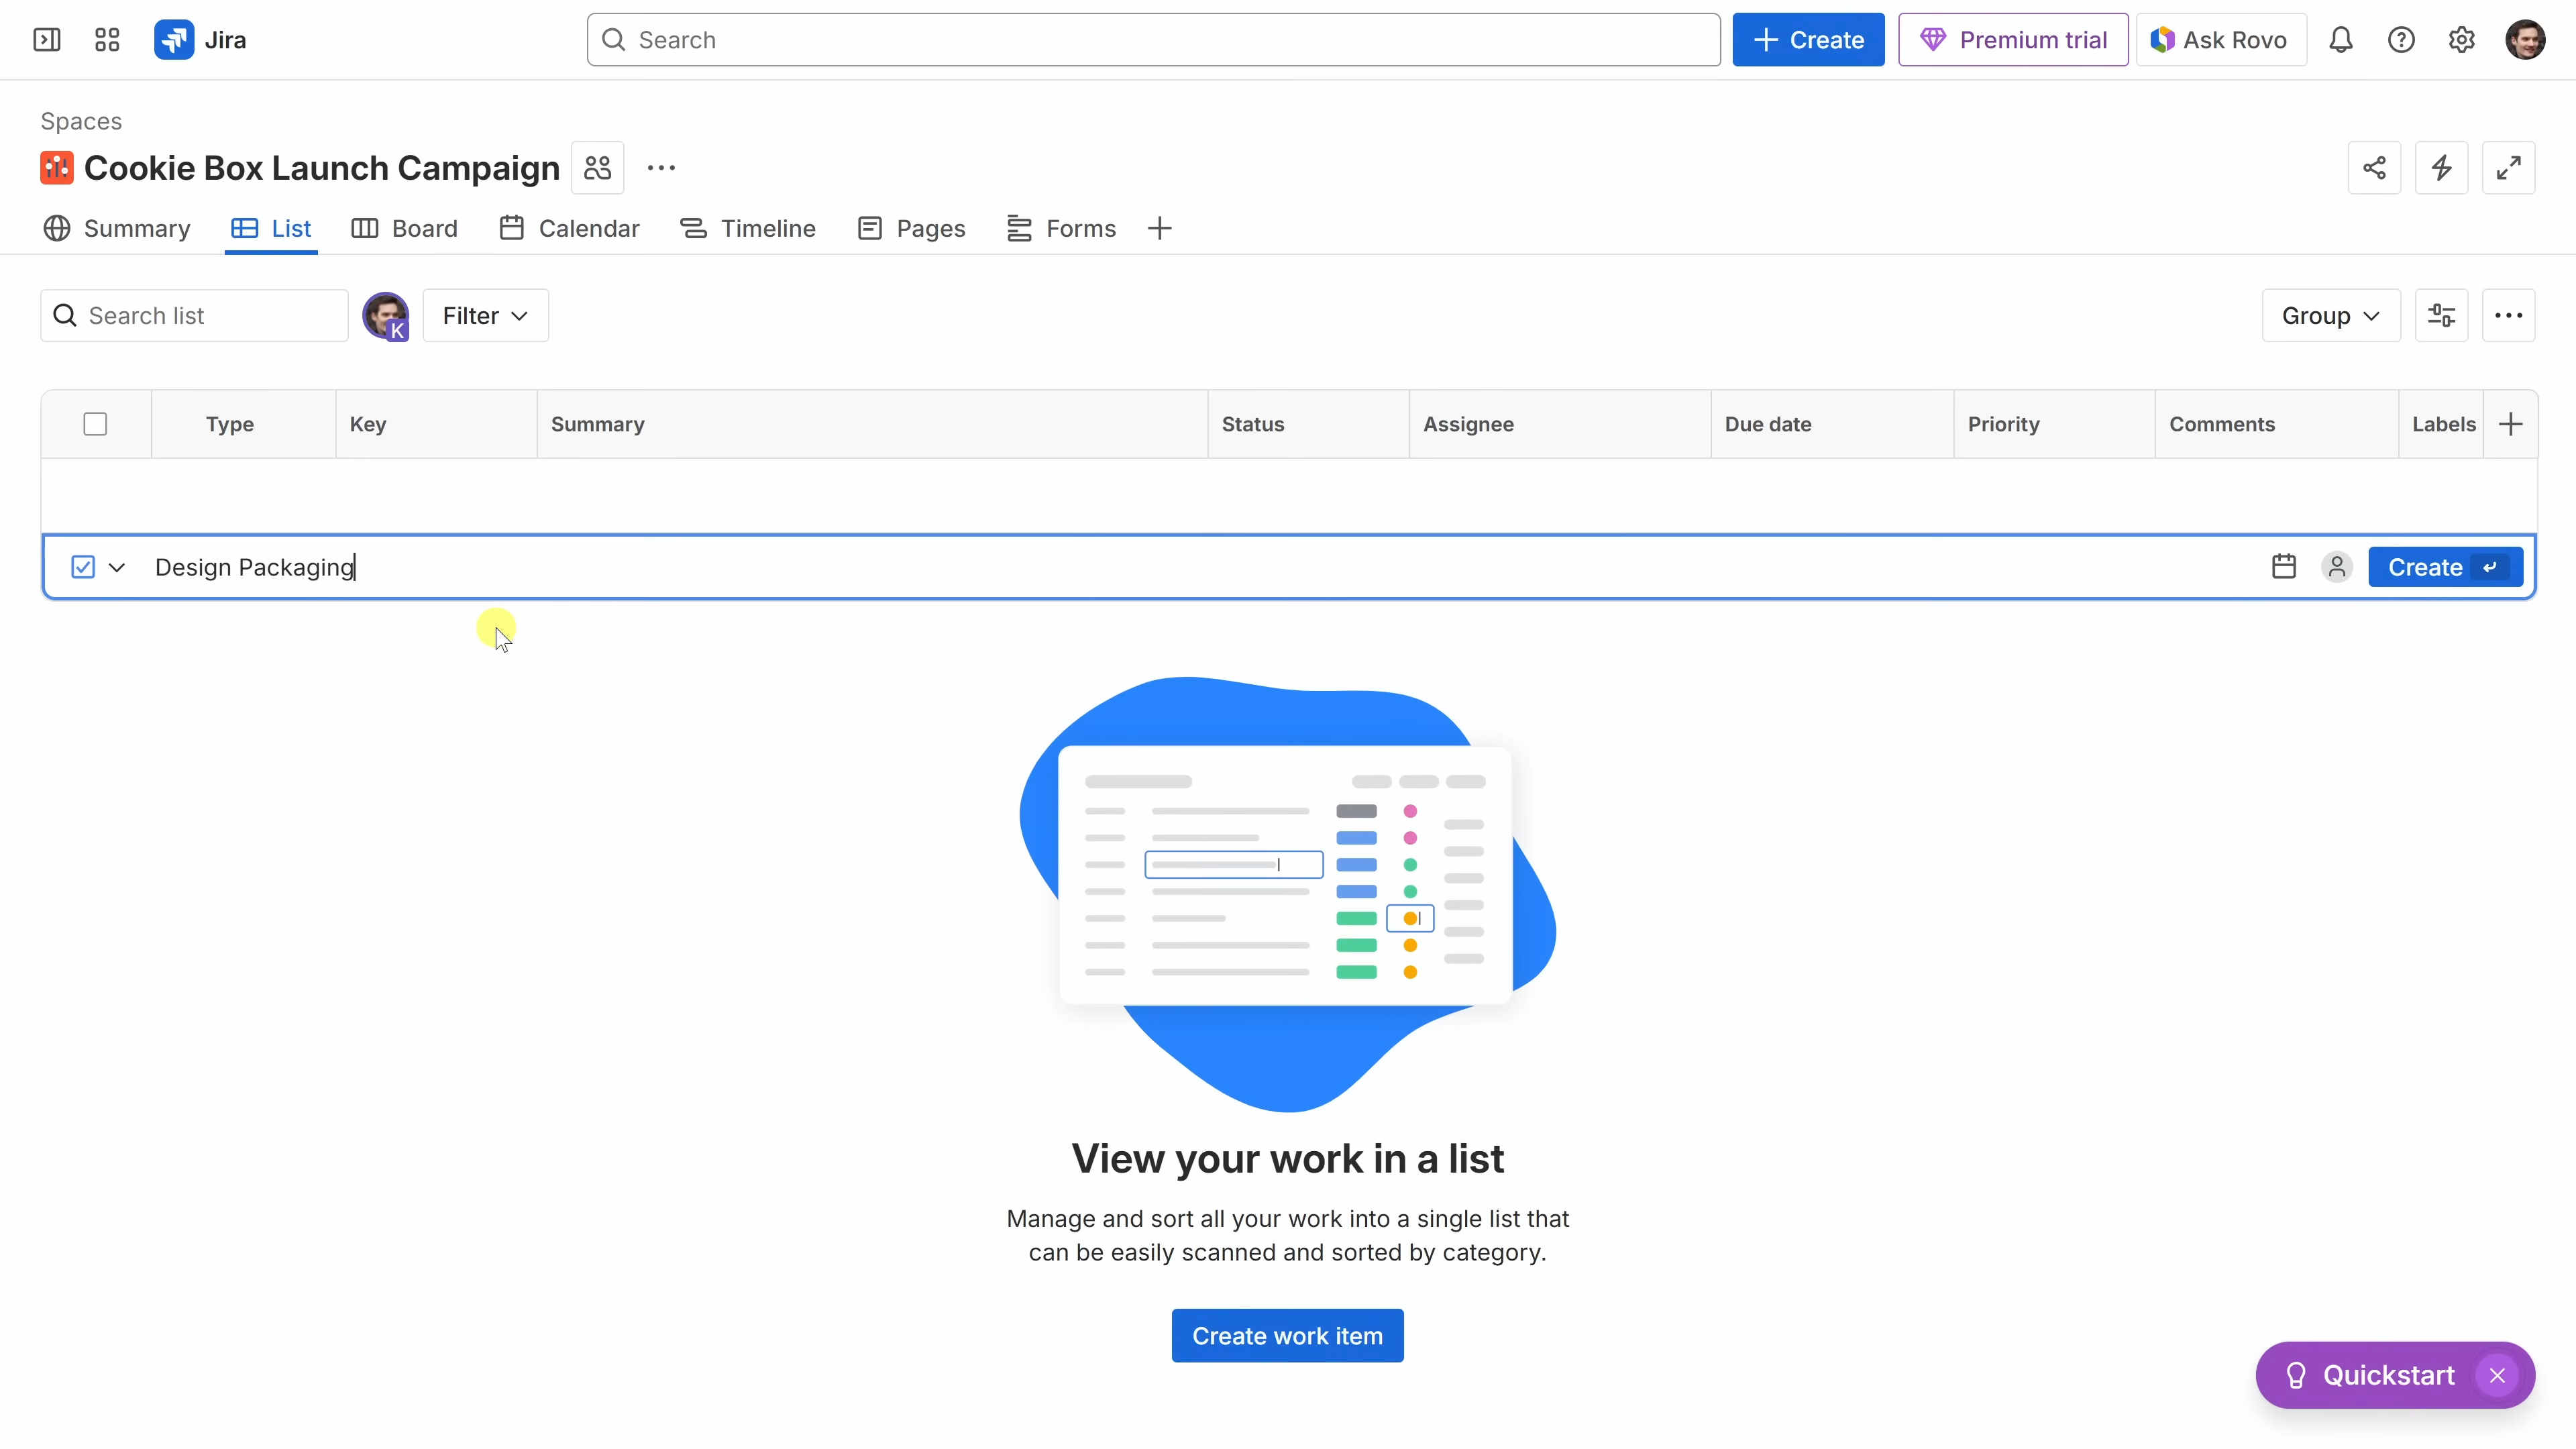 Jira
Search
Create
Premium trial
Ask Rovo
Spaces
Cookie Box Launch Campaign
Summary
List
Board
Calendar
Timeline
Pages
Forms
Search list
K
Filter
Group
Type
Key
Summary
Status
Assignee
Due date
Priority
Comments
Labels
Design Packaging
Create
View your work in a list
Manage and sort all your work into a single list that
can be easily scanned and sorted by category.
Create work item
Quickstart